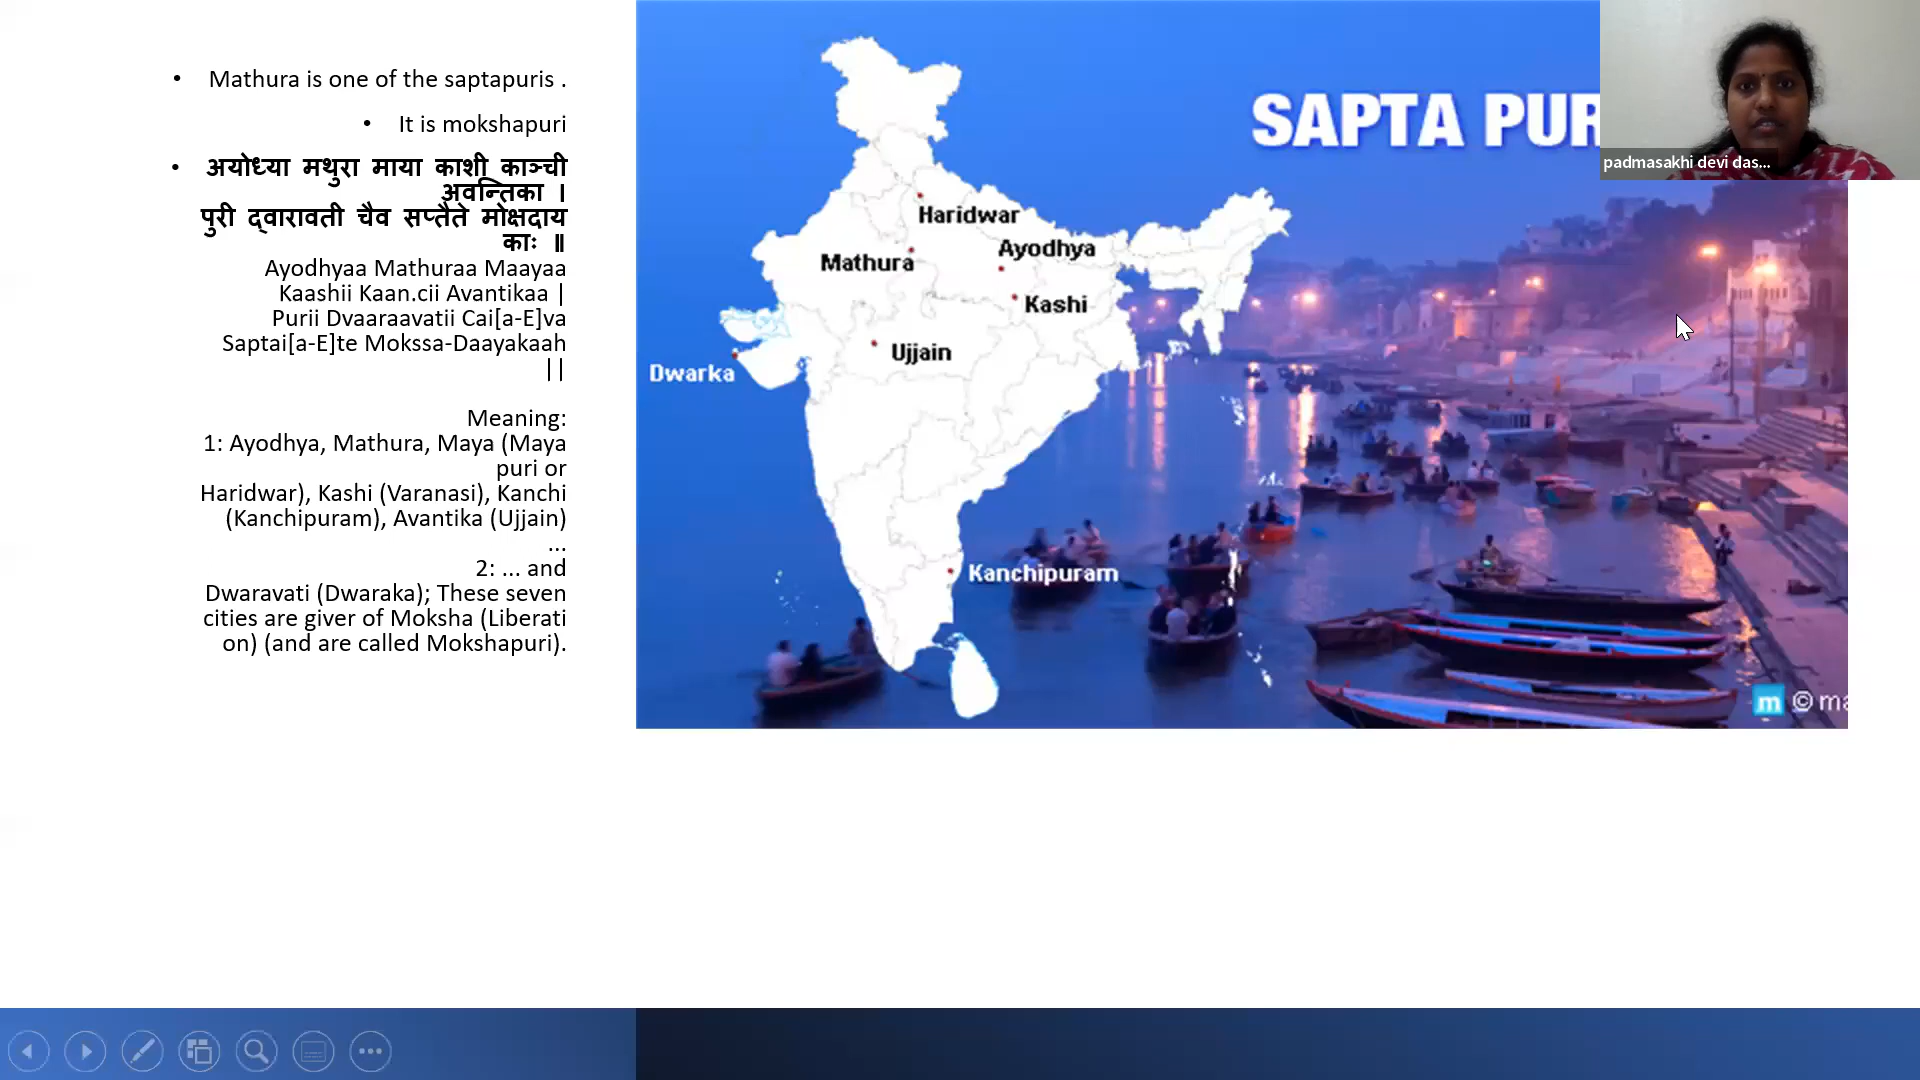 Mathura is one of the saptapuris .
It is mokshapuri
अयोध्या मथुरा माया काशी काञ्ची
अवन्तिका ।
पुरी द्वारावती चैव सप्तैते मोक्षदाय
काः ॥
Ayodhyaa Mathuraa Maayaa
Kaashii Kaan.cii Avantikaa |
Purii Dvaaraavatii Cai[a-E]va
Saptai[a-E]te Mokssa-Daayakaah
||
Meaning:
1: Ayodhya, Mathura, Maya (Maya
puri or
Haridwar), Kashi (Varanasi), Kanchi
(Kanchipuram), Avantika (Ujjain)
...
2: ... and
Dwaravati (Dwaraka); These seven
cities are giver of Moksha (Liberati
on) (and are called Mokshapuri).
SAPTA PUR
padmasakhi devi das...
Haridwar
Ayodhya
Mathura
Kashi
Ujjain
Dwarka
Kanchipuram
m © ma